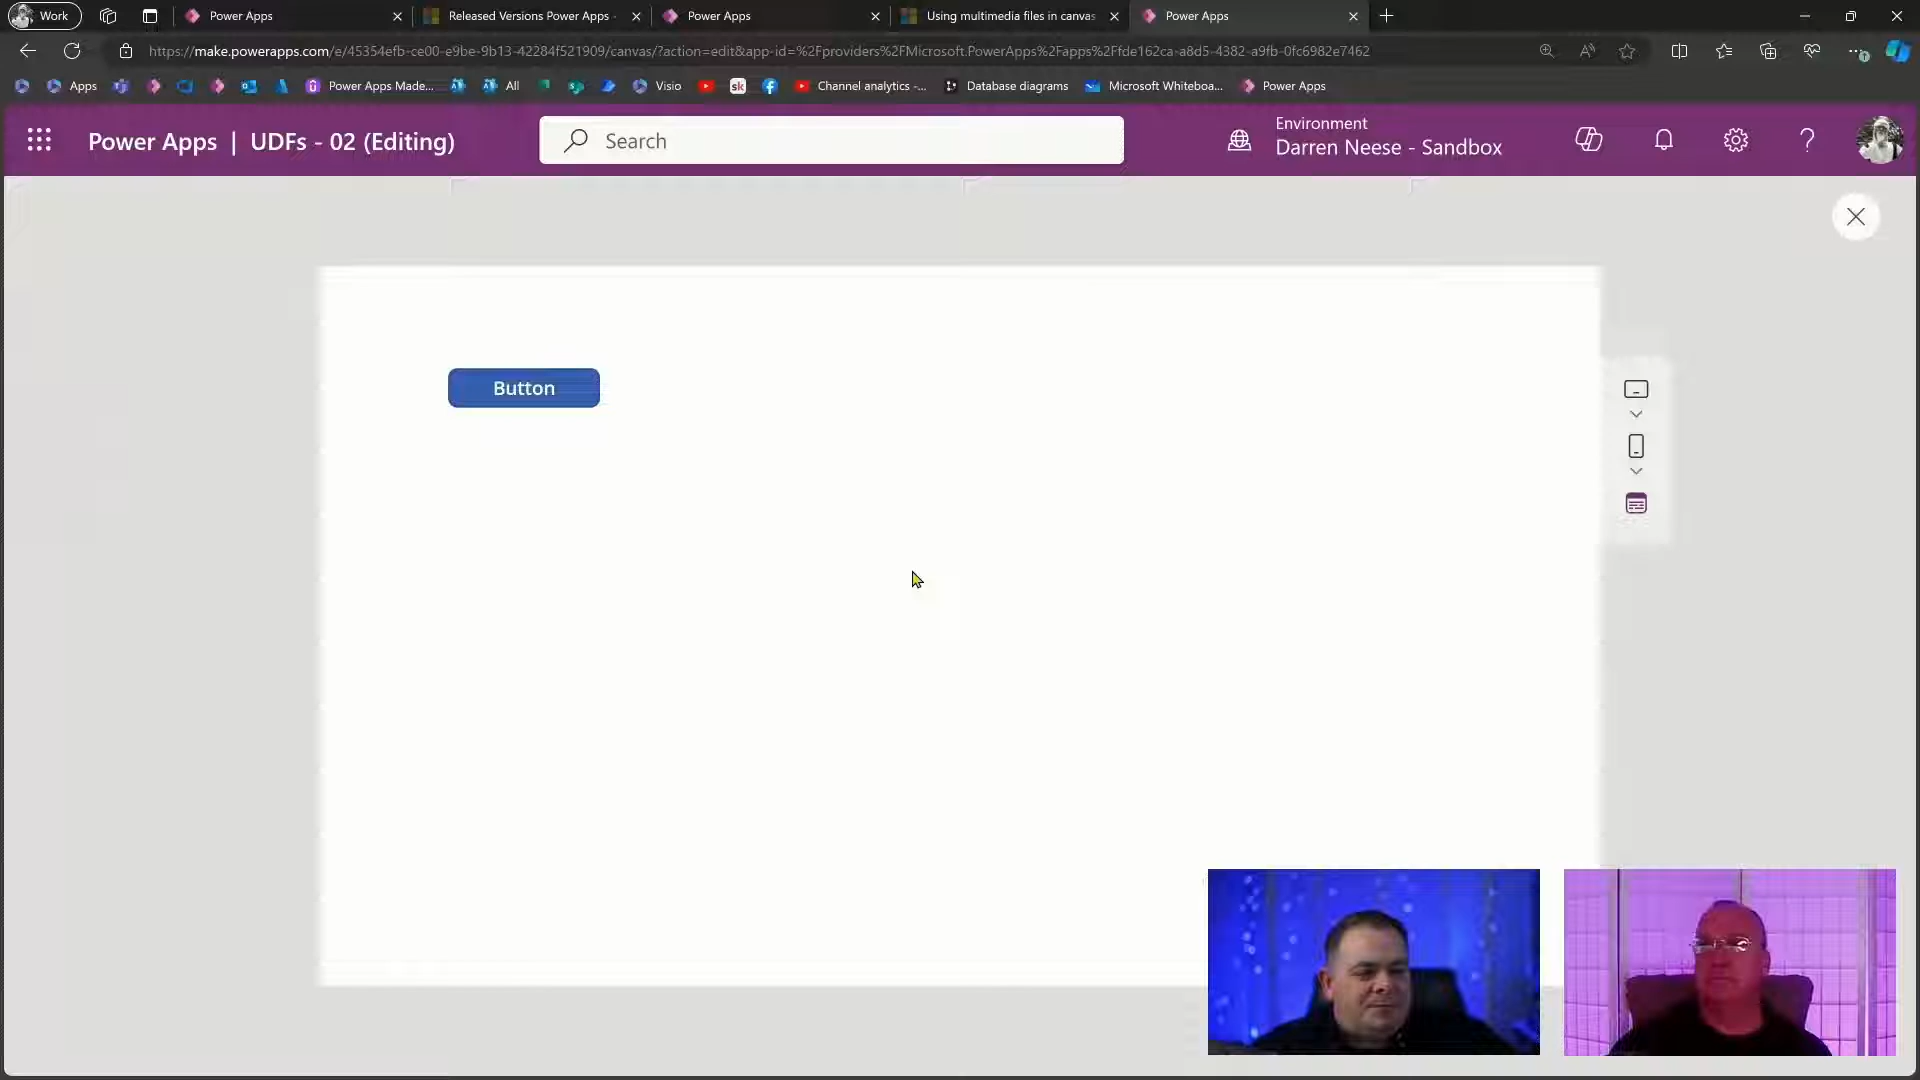 Work
Power Apps
Released Versions Power Apps -
Power Apps
Using multimedia files in canvas
Power Apps
https://make.powerapps.com/e/45354efb-ce00-e9be-9b13-42284f521909/canvas/?action=edit&app-id=%2Fproviders%2FMicrosoft.PowerApps%2Fapps%2Ffde162ca-a8d5-4382-a9fb-0fc6982e7462
Apps
Power Apps Made...
All
Visio
Channel analytics -...
Database diagrams
Microsoft Whiteboa...
Power Apps
Power Apps | UDFs - 02 (Editing)
Search
Environment
Darren Neese - Sandbox
Button